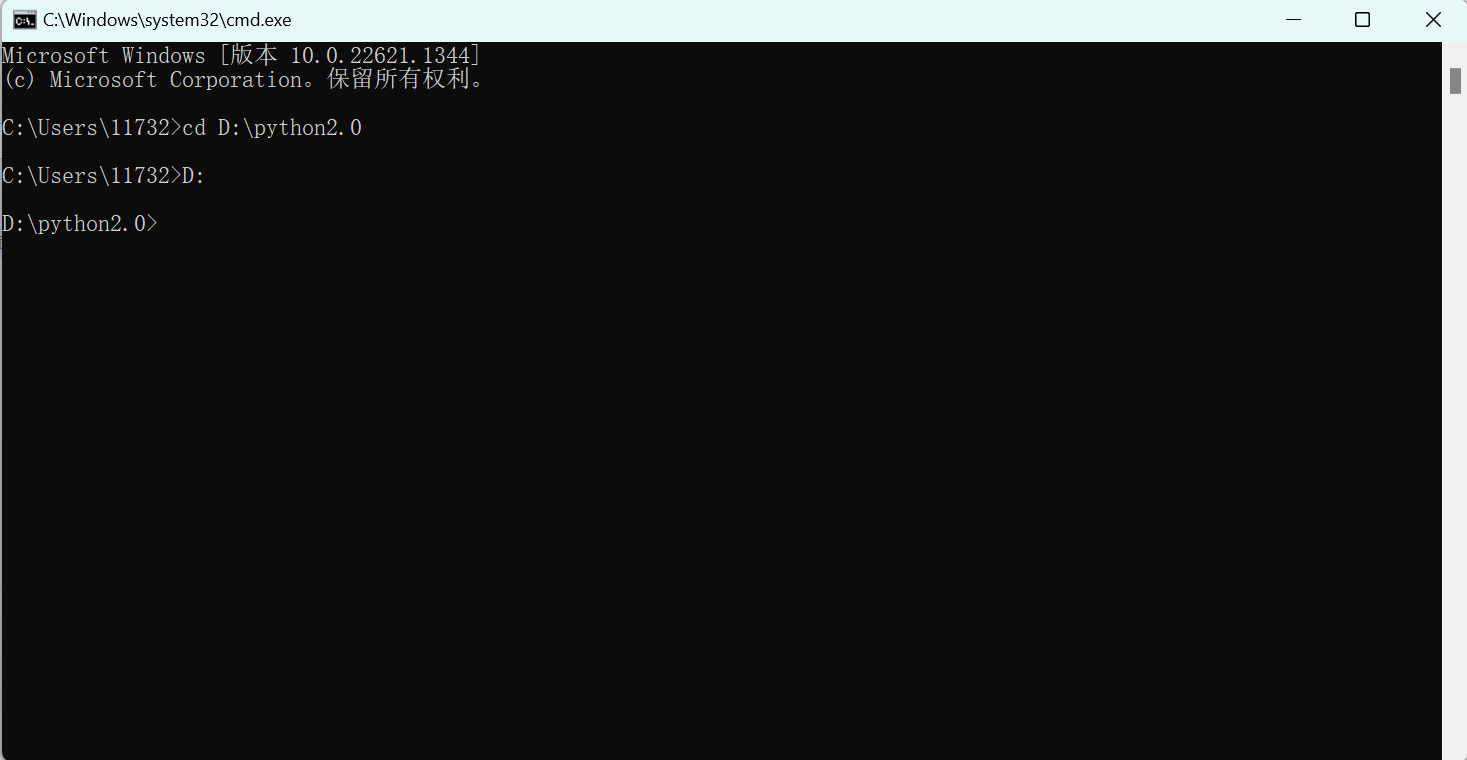 C:\Windows\system32\cmd.exe
Microsoft Windows [版本 10.0.22621.1344]
(c) Microsoft Corporation。保留所有权利。
C:\Users\11732>cd D:\python2.0
C:\Users\11732>D:
D:\python2.0>